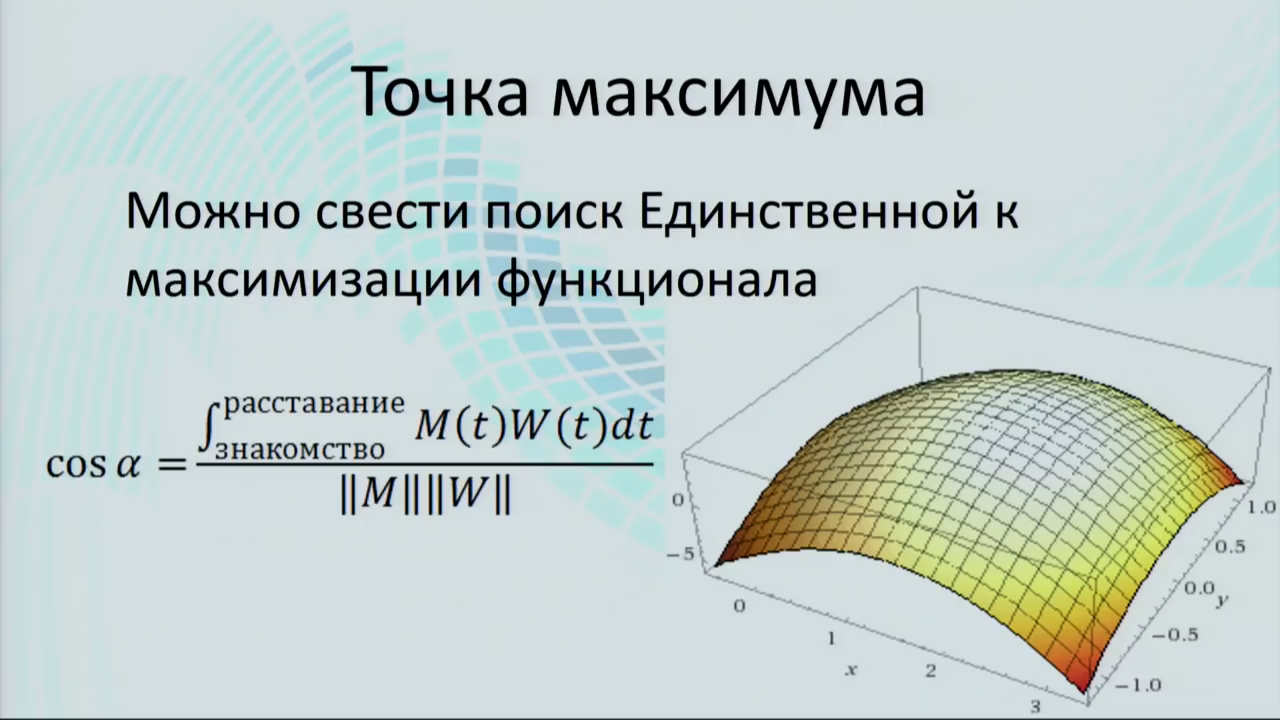 Точка максимума
Можно свести поиск Единственной к
максимизации функционала
cos α = ∫_знакомство^расставание M(t)W(t)dt / ‖M‖‖W‖
0
−5
0
1
x
2
3
1.0
0.5
0.0
y
−0.5
−1.0